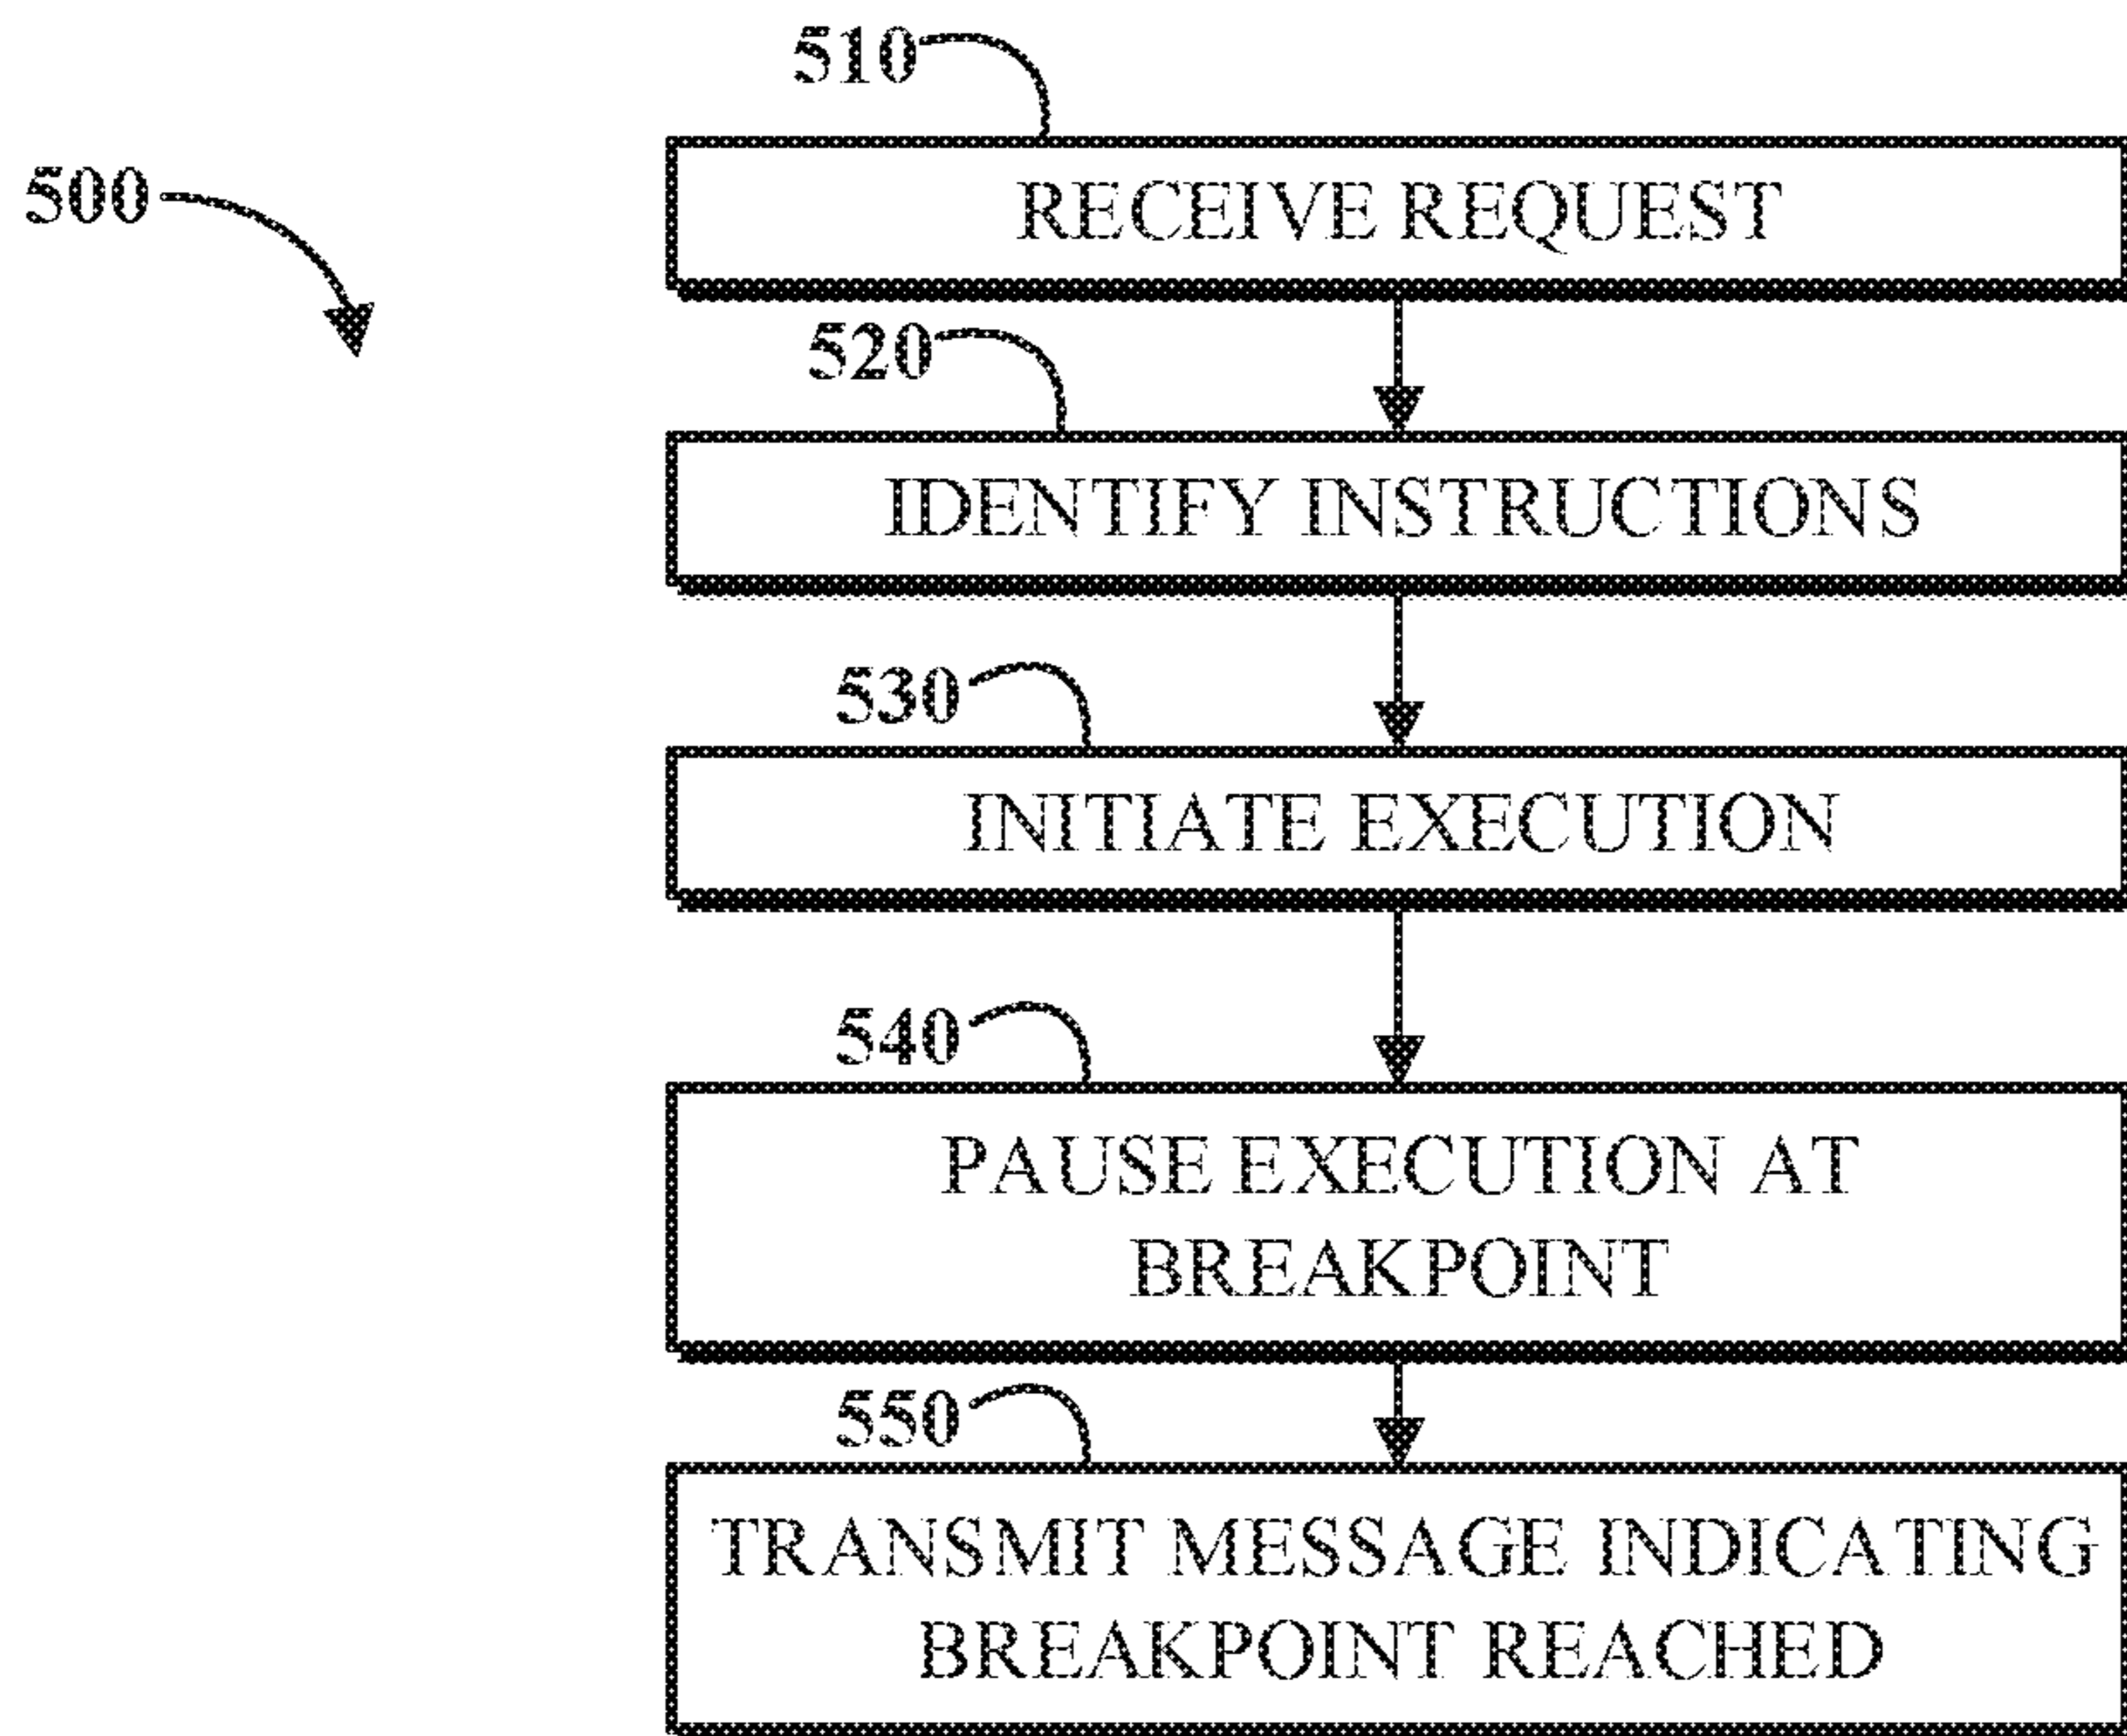 510
500
RECEIVE REQUEST
520
IDENTIFY INSTRUCTIONS
530
INITIATE EXECUTION
540
PAUSE EXECUTION AT
BREAKPOINT
550
TRANSMIT MESSAGE INDICATING
BREAKPOINT REACHED